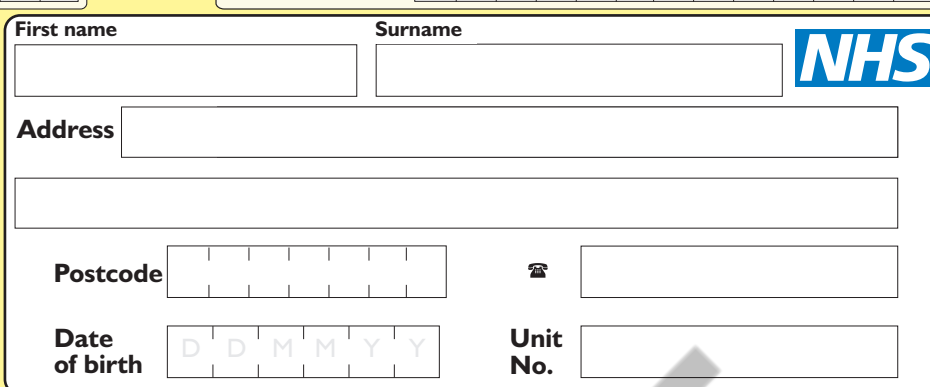 First name Surname
NHS
Address
Postcode ☎
Date Unit
of birth No.
D D M M Y Y